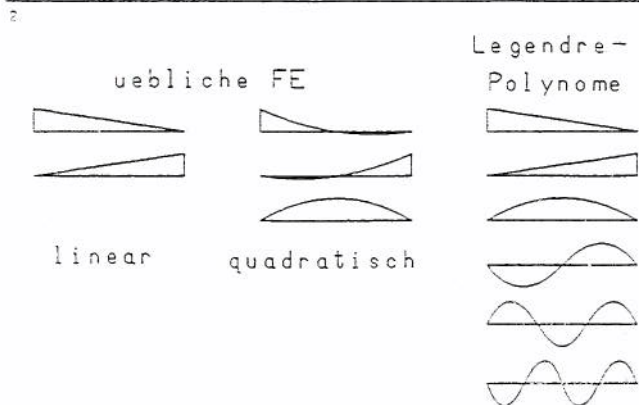 2
uebliche FE
Legendre-
Polynome
linear
quadratisch